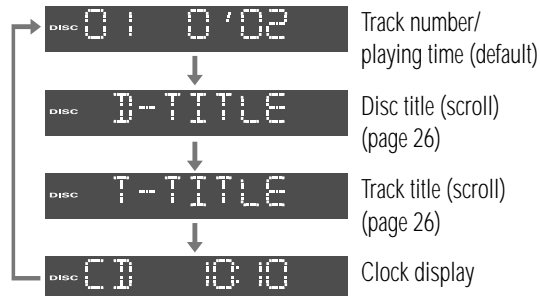 DISC 01 0'02
Track number/
playing time (default)
DISC D-TITLE
Disc title (scroll)
(page 26)
DISC T-TITLE
Track title (scroll)
(page 26)
DISC CD 10:10
Clock display